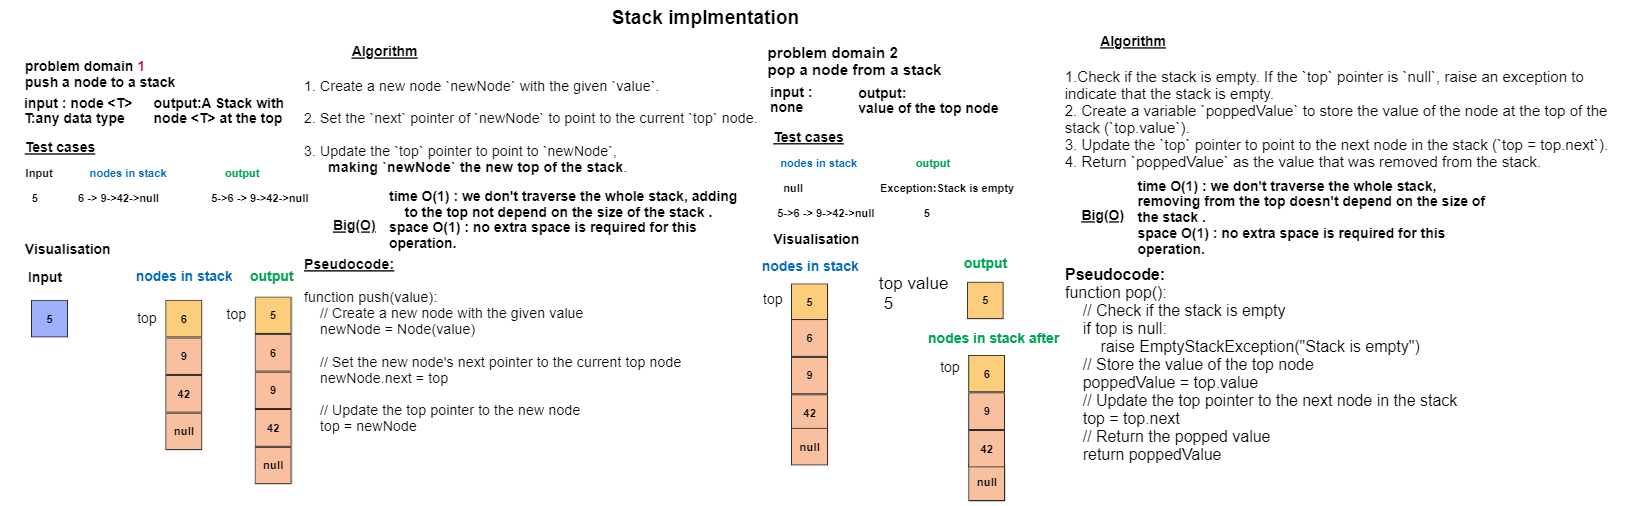 Stack implmentation
problem domain 1
push a node to a stack
input : node <T>
T:any data type
output:A Stack with
node <T> at the top
Test cases
Input
nodes in stack
output
5
6 -> 9->42->null
5->6 -> 9->42->null
Visualisation
Input
nodes in stack
output
5
top
6
9
42
null
top
5
6
9
42
null
Algorithm
1. Create a new node `newNode` with the given `value`.
2. Set the `next` pointer of `newNode` to point to the current `top` node.
3. Update the `top` pointer to point to `newNode`,
making `newNode` the new top of the stack.
Big(O)
time O(1) : we don't traverse the whole stack, adding
to the top not depend on the size of the stack .
space O(1) : no extra space is required for this
operation.
Pseudocode:
function push(value):
// Create a new node with the given value
newNode = Node(value)
// Set the new node's next pointer to the current top node
newNode.next = top
// Update the top pointer to the new node
top = newNode
problem domain 2
pop a node from a stack
input :
none
output:
value of the top node
Test cases
nodes in stack
output
null
Exception:Stack is empty
5->6 -> 9->42->null
5
Visualisation
nodes in stack
top
5
6
9
42
null
top value
5
output
5
nodes in stack after
top
6
9
42
null
Algorithm
1.Check if the stack is empty. If the `top` pointer is `null`, raise an exception to
indicate that the stack is empty.
2. Create a variable `poppedValue` to store the value of the node at the top of the
stack (`top.value`).
3. Update the `top` pointer to point to the next node in the stack (`top = top.next`).
4. Return `poppedValue` as the value that was removed from the stack.
Big(O)
time O(1) : we don't traverse the whole stack,
removing from the top doesn't depend on the size of
the stack .
space O(1) : no extra space is required for this
operation.
Pseudocode:
function pop():
// Check if the stack is empty
if top is null:
raise EmptyStackException("Stack is empty")
// Store the value of the top node
poppedValue = top.value
// Update the top pointer to the next node in the stack
top = top.next
// Return the popped value
return poppedValue